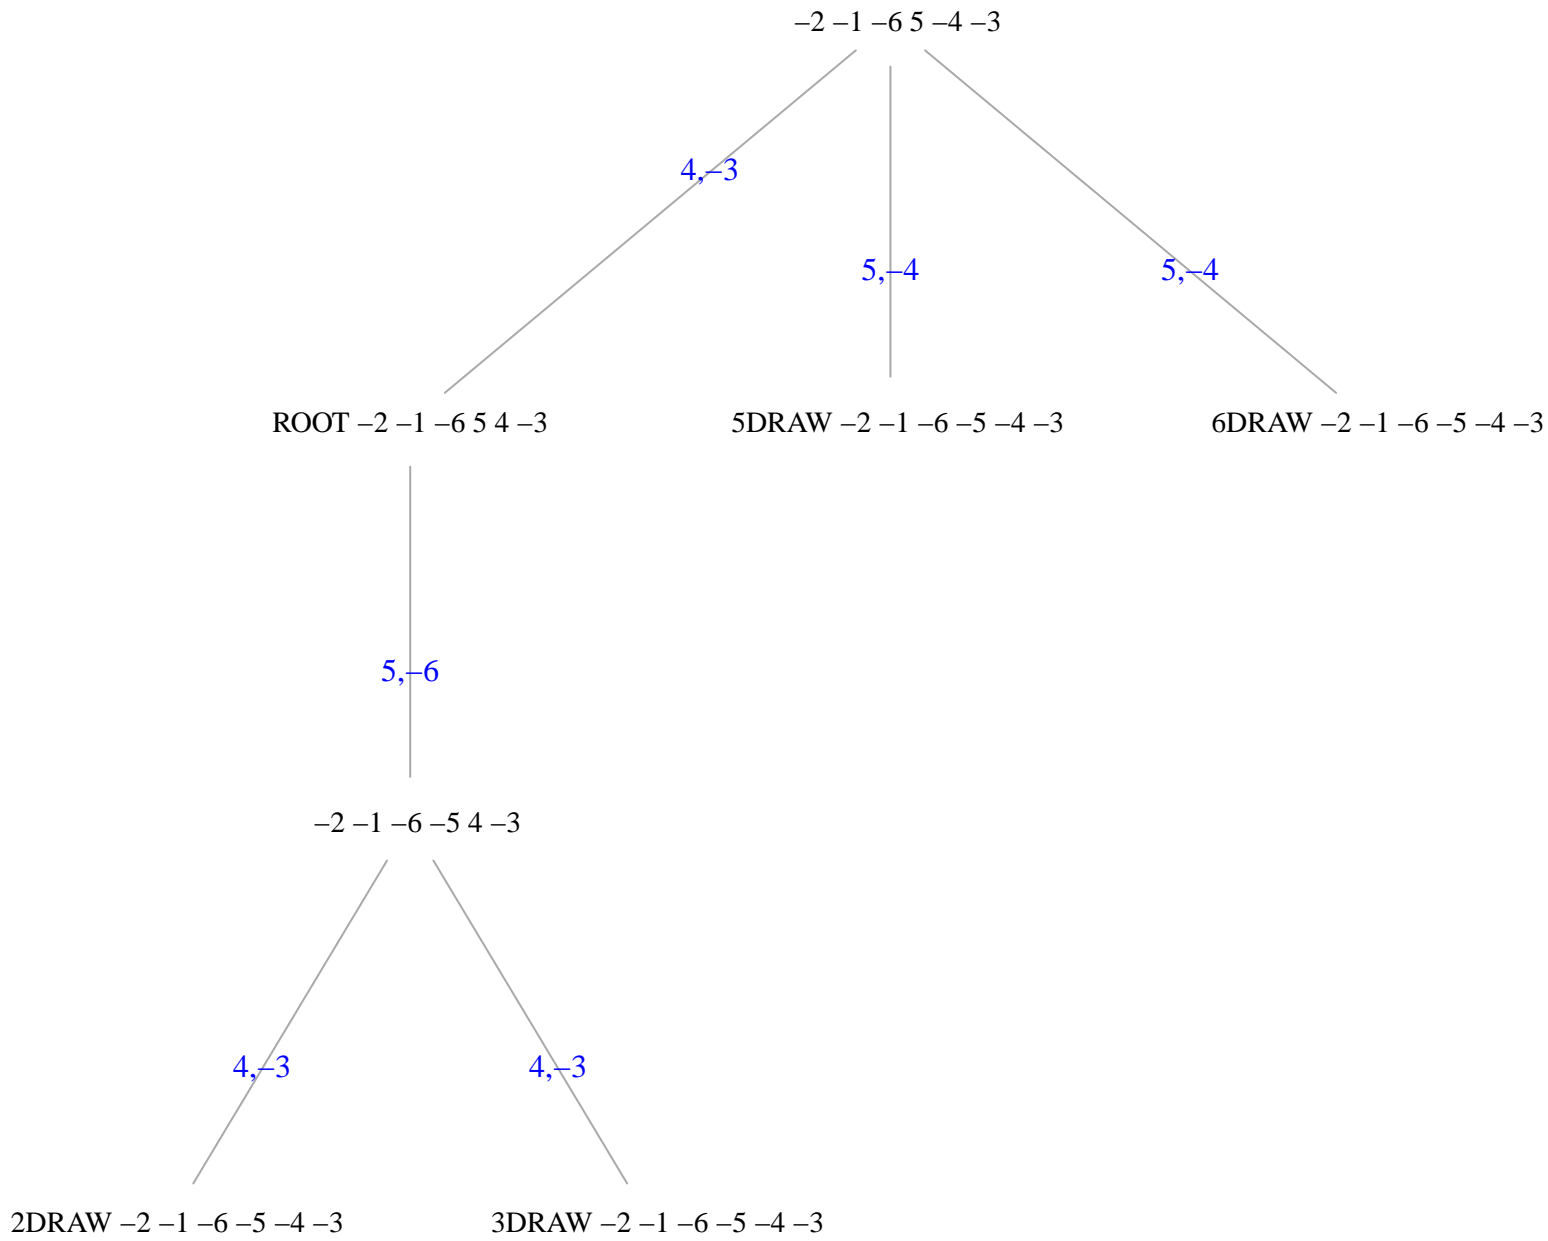 –2 –1 –6 5 –4 –3
4,–3
5,–4
5,–4
ROOT –2 –1 –6 5 4 –3
5DRAW –2 –1 –6 –5 –4 –3
6DRAW –2 –1 –6 –5 –4 –3
5,–6
–2 –1 –6 –5 4 –3
4,–3
4,–3
2DRAW –2 –1 –6 –5 –4 –3
3DRAW –2 –1 –6 –5 –4 –3